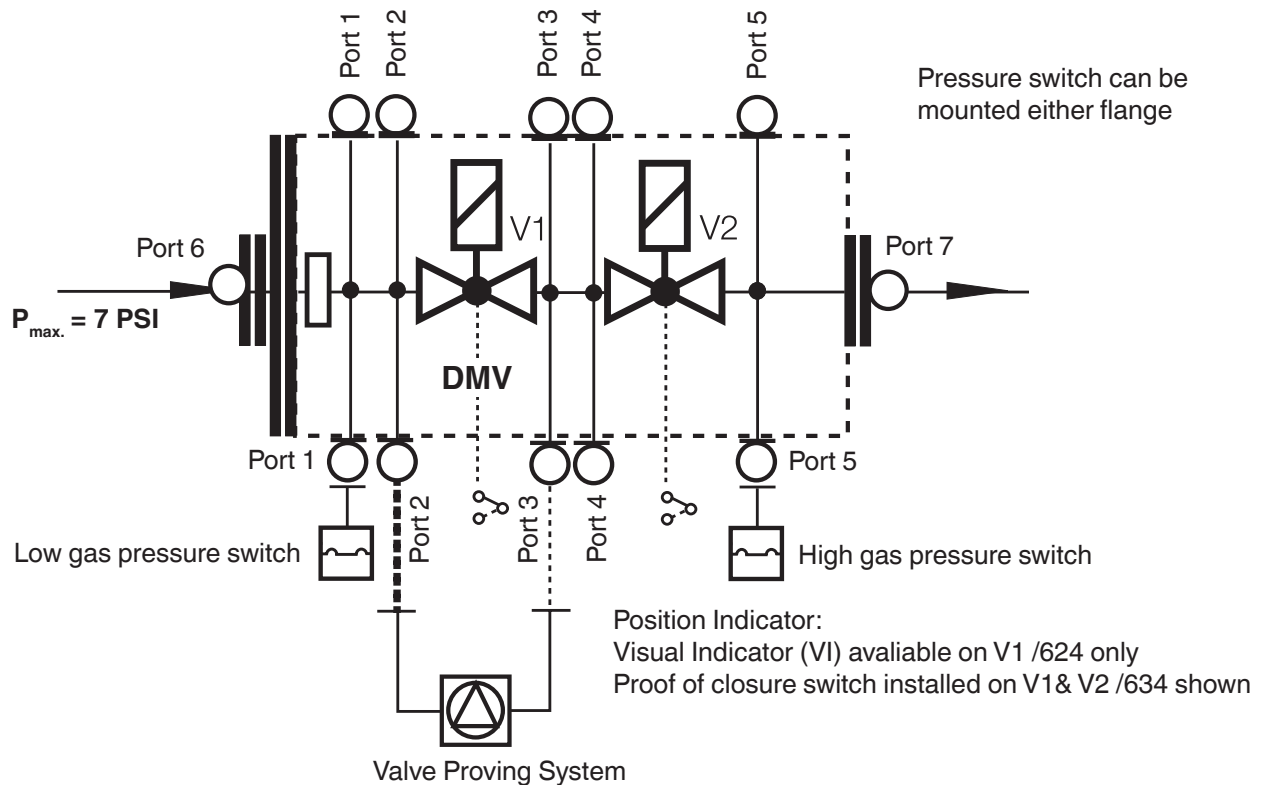 Port 1
Port 2
Port 3
Port 4
Port 5
Pressure switch can be
mounted either flange
V1
V2
Port 6
Port 7
P max. = 7 PSI
DMV
Port 1
Port 5
Port 2
Port 3
Port 4
Low gas pressure switch
High gas pressure switch
Position Indicator:
Visual Indicator (VI) avaliable on V1 /624 only
Proof of closure switch installed on V1& V2 /634 shown
Valve Proving System